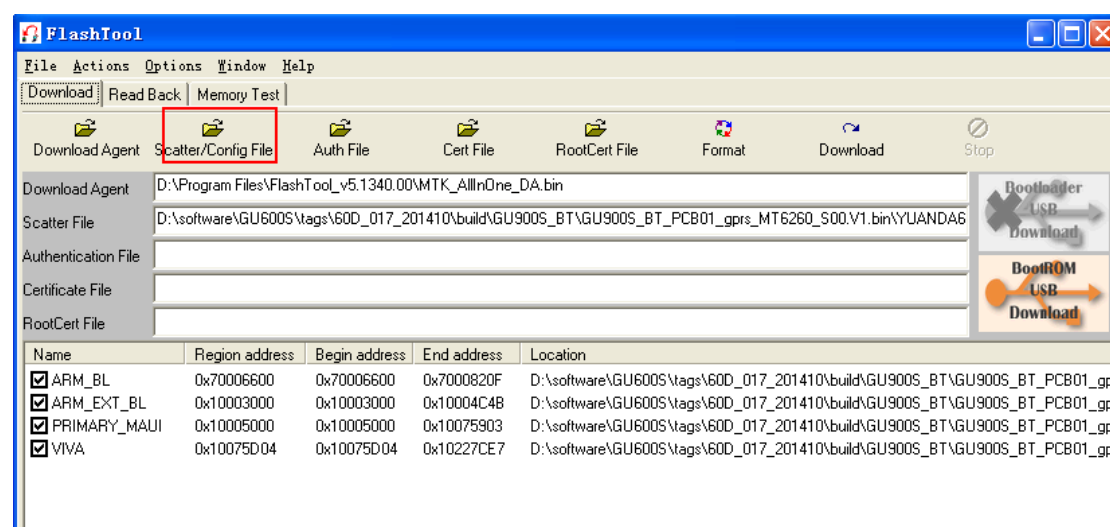 FlashTool
File Actions Options Window Help
Download Read Back Memory Test
Download Agent Scatter/Config File Auth File Cert File RootCert File Format Download Stop
Download Agent D:\Program Files\FlashTool_v5.1340.00\MTK_AllInOne_DA.bin
Scatter File D:\software\GU600S\tags\60D_017_201410\build\GU900S_BT\GU900S_BT_PCB01_gprs_MT6260_S00.V1.bin\YUANDA6
Authentication File
Certificate File
RootCert File
Bootloader
USB
Download
BootROM
USB
Download
Name Region address Begin address End address Location
ARM_BL 0x70006600 0x70006600 0x7000820F D:\software\GU600S\tags\60D_017_201410\build\GU900S_BT\GU900S_BT_PCB01_gp
ARM_EXT_BL 0x10003000 0x10003000 0x10004C4B D:\software\GU600S\tags\60D_017_201410\build\GU900S_BT\GU900S_BT_PCB01_gp
PRIMARY_MAUI 0x10005000 0x10005000 0x10075903 D:\software\GU600S\tags\60D_017_201410\build\GU900S_BT\GU900S_BT_PCB01_gp
VIVA 0x10075D04 0x10075D04 0x10227CE7 D:\software\GU600S\tags\60D_017_201410\build\GU900S_BT\GU900S_BT_PCB01_gp